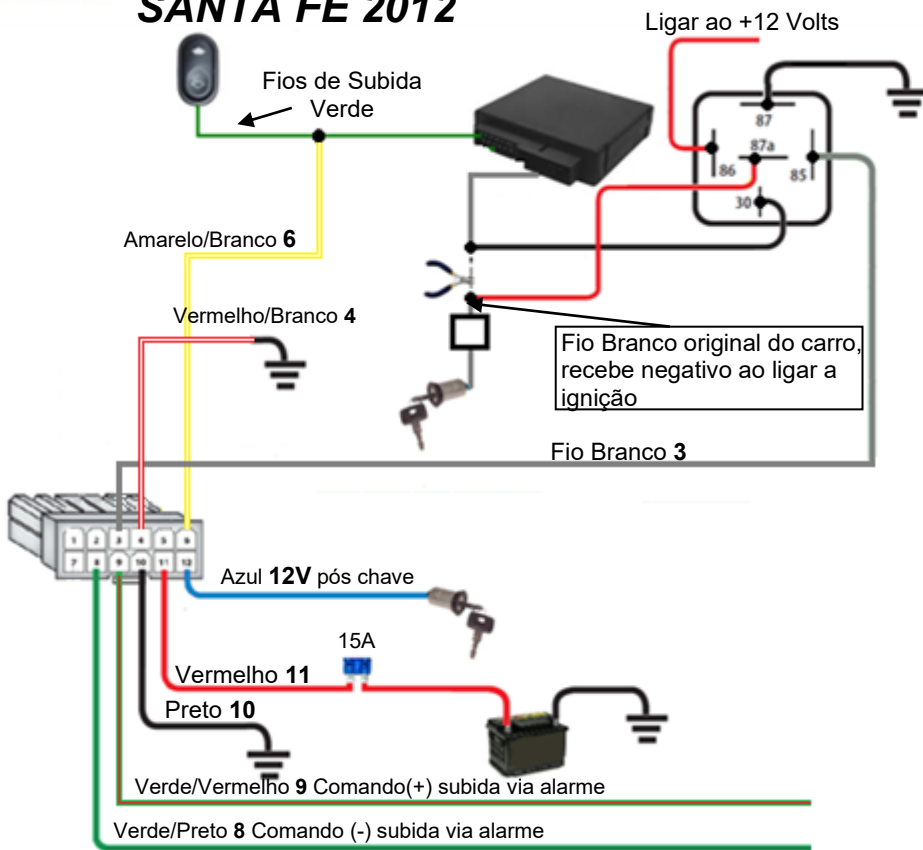 SANTA FE 2012
Ligar ao +12 Volts
Fios de Subida
Verde
87
87a
86
85
30
Amarelo/Branco 6
Vermelho/Branco 4
Fio Branco original do carro,
recebe negativo ao ligar a
ignição
Fio Branco 3
1 2 3 4 5 6
7 8 9 10 11 12
Azul 12V pós chave
15A
Vermelho 11
Preto 10
Verde/Vermelho 9 Comando(+) subida via alarme
Verde/Preto 8 Comando (-) subida via alarme